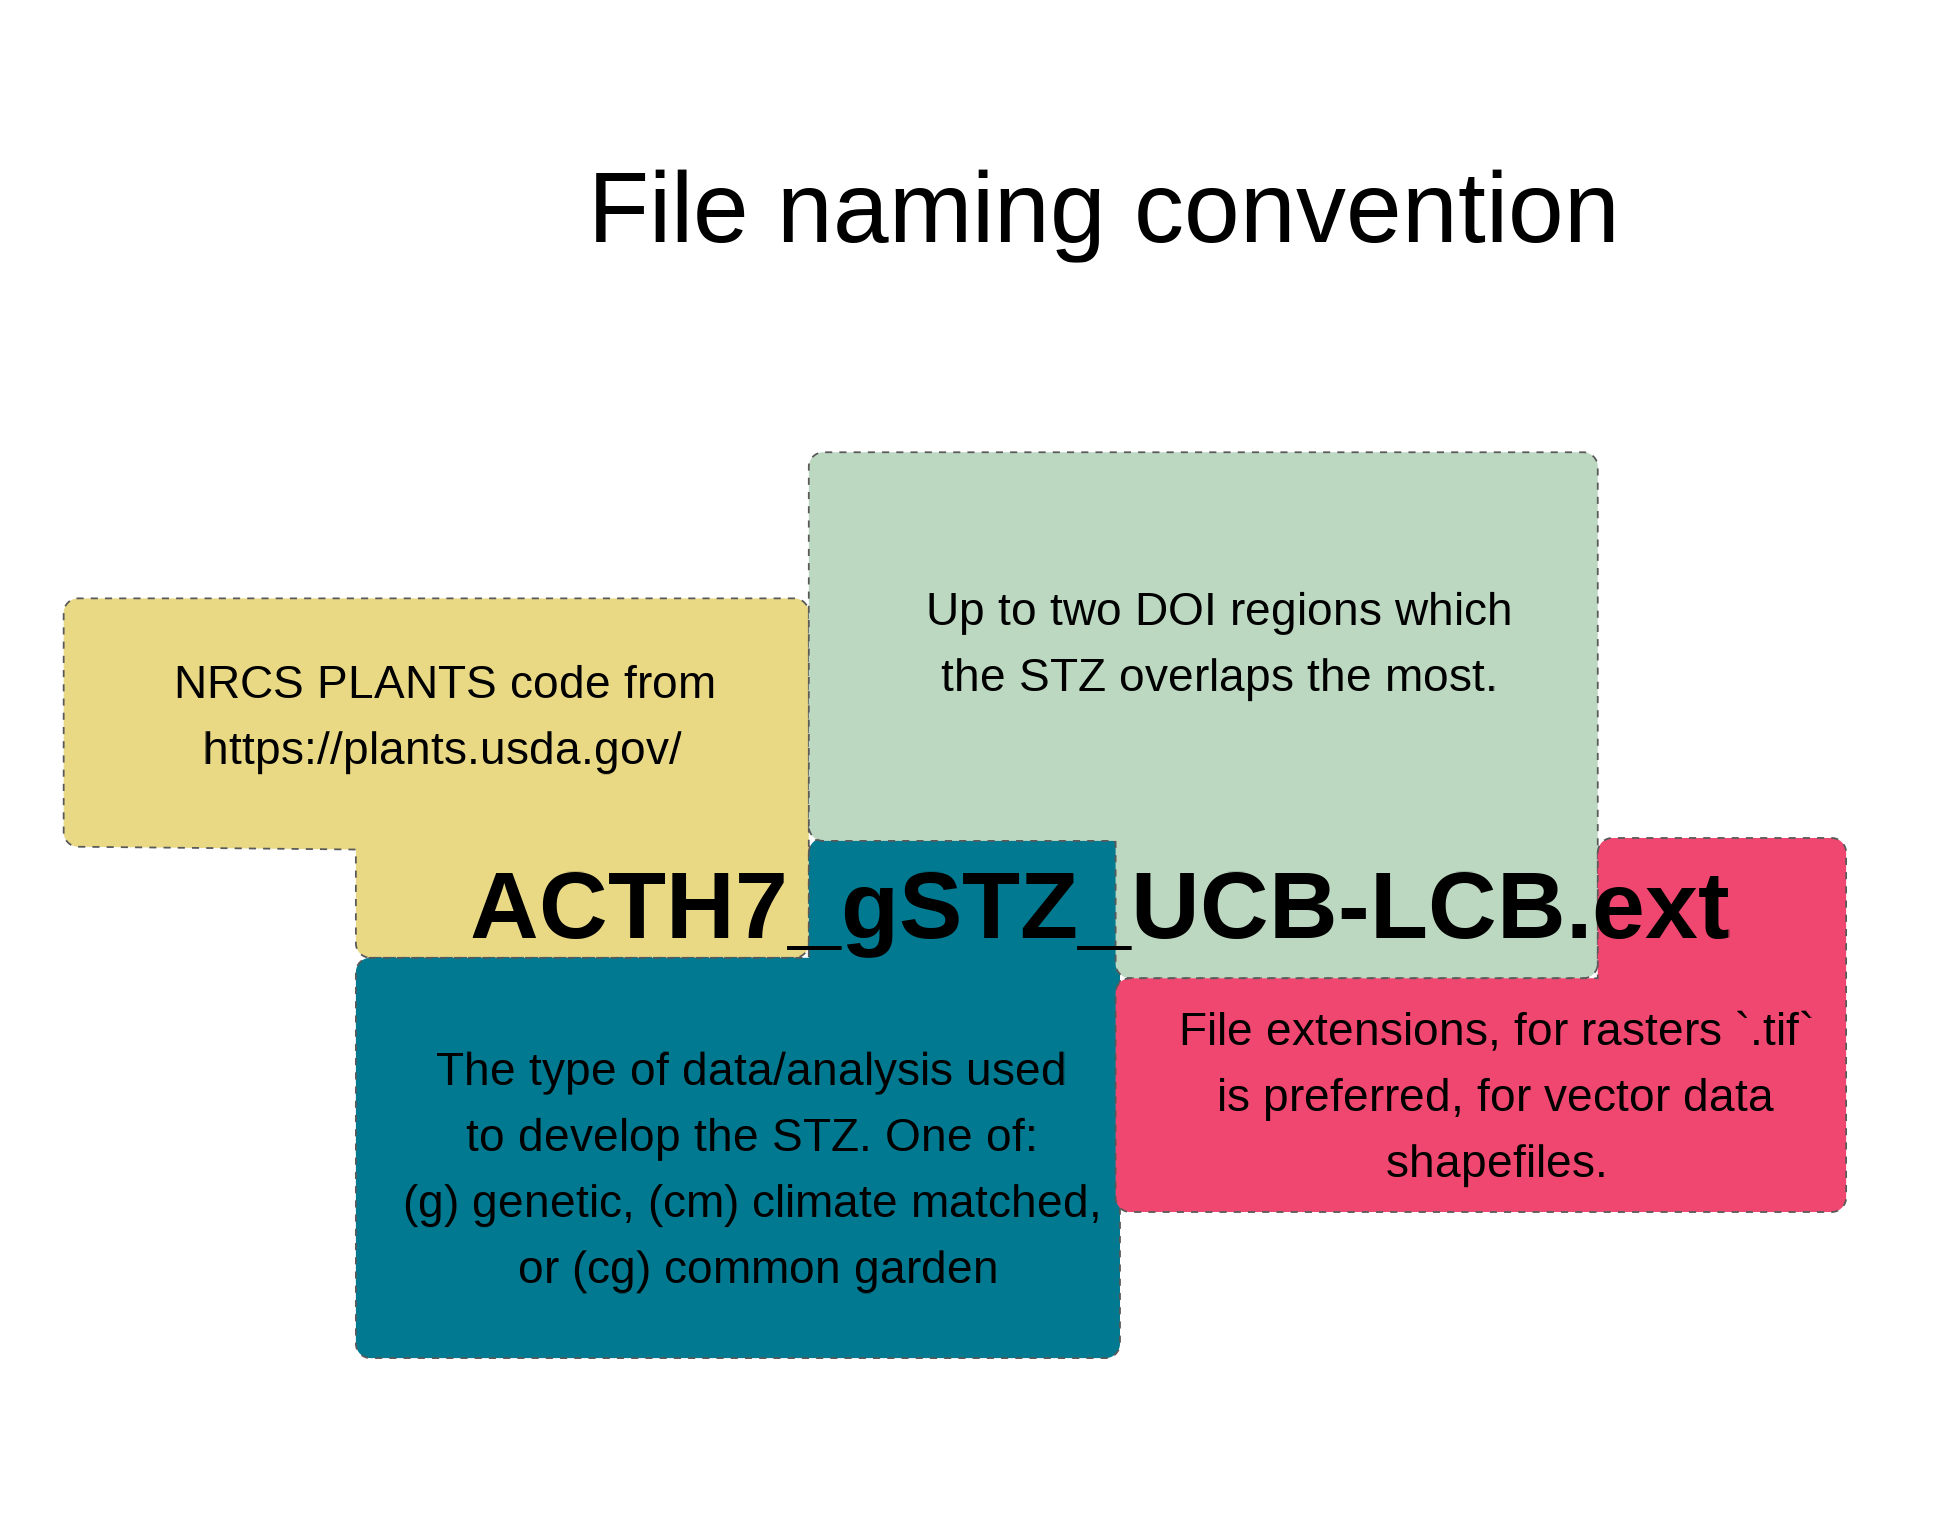 File naming convention
Up to two DOI regions which
the STZ overlaps the most.
NRCS PLANTS code from
https://plants.usda.gov/
ACTH7_gSTZ_UCB-LCB.ext
The type of data/analysis used
to develop the STZ. One of:
(g) genetic, (cm) climate matched,
or (cg) common garden
File extensions, for rasters `.tif`
is preferred, for vector data
shapefiles.